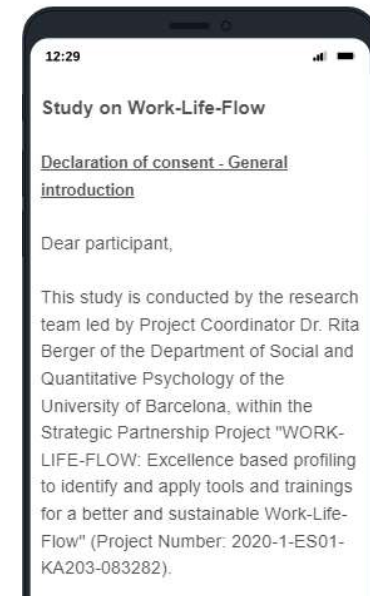 12:29
Study on Work-Life-Flow
Declaration of consent - General
introduction
Dear participant,
This study is conducted by the research
team led by Project Coordinator Dr. Rita
Berger of the Department of Social and
Quantitative Psychology of the
University of Barcelona, within the
Strategic Partnership Project "WORK-
LIFE-FLOW: Excellence based profiling
to identify and apply tools and trainings
for a better and sustainable Work-Life-
Flow" (Project Number: 2020-1-ES01-
KA203-083282).